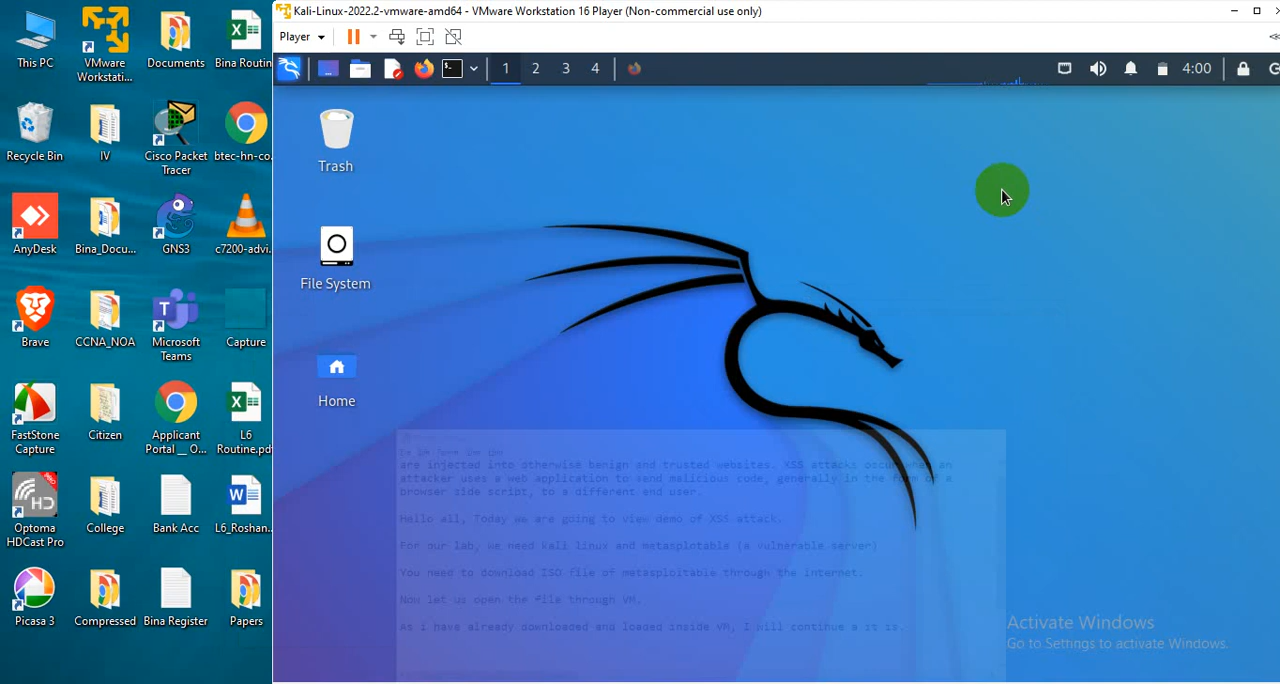 Kali-Linux-2022.2-vmware-amd64 - VMware Workstation 16 Player (Non-commercial use only)
Player
1 2 3 4
4:00
This PC
VMware Workstati...
Documents
Bina Routin
Recycle Bin
IV
Cisco Packet Tracer
btec-hn-co.
AnyDesk
Bina_Docu...
GNS3
c7200-advi.
Brave
CCNA_NOA
Microsoft Teams
Capture
FastStone Capture
Citizen
Applicant Portal __ O...
L6 Routine.pd
Optoma HDCast Pro
College
Bank Acc
L6_Roshan
Picasa 3
Compressed
Bina Register
Papers
Trash
File System
Home
are injected into otherwise benign and trusted websites. XSS attacks occur when an
attacker uses a web application to send malicious code, generally in the form of a
browser side script, to a different end user.
Hallo all, Today we are going to view demo of XSS attack.
For our lab, we need kali linux and metasplotable (a vulnerable server)
You need to download ISO file of metasploitable through the internet.
Now let us open the file through VM.
As i have already downloaded and loaded inside VM, I will continue a it is.
Activate Windows
Go to Settings to activate Windows.